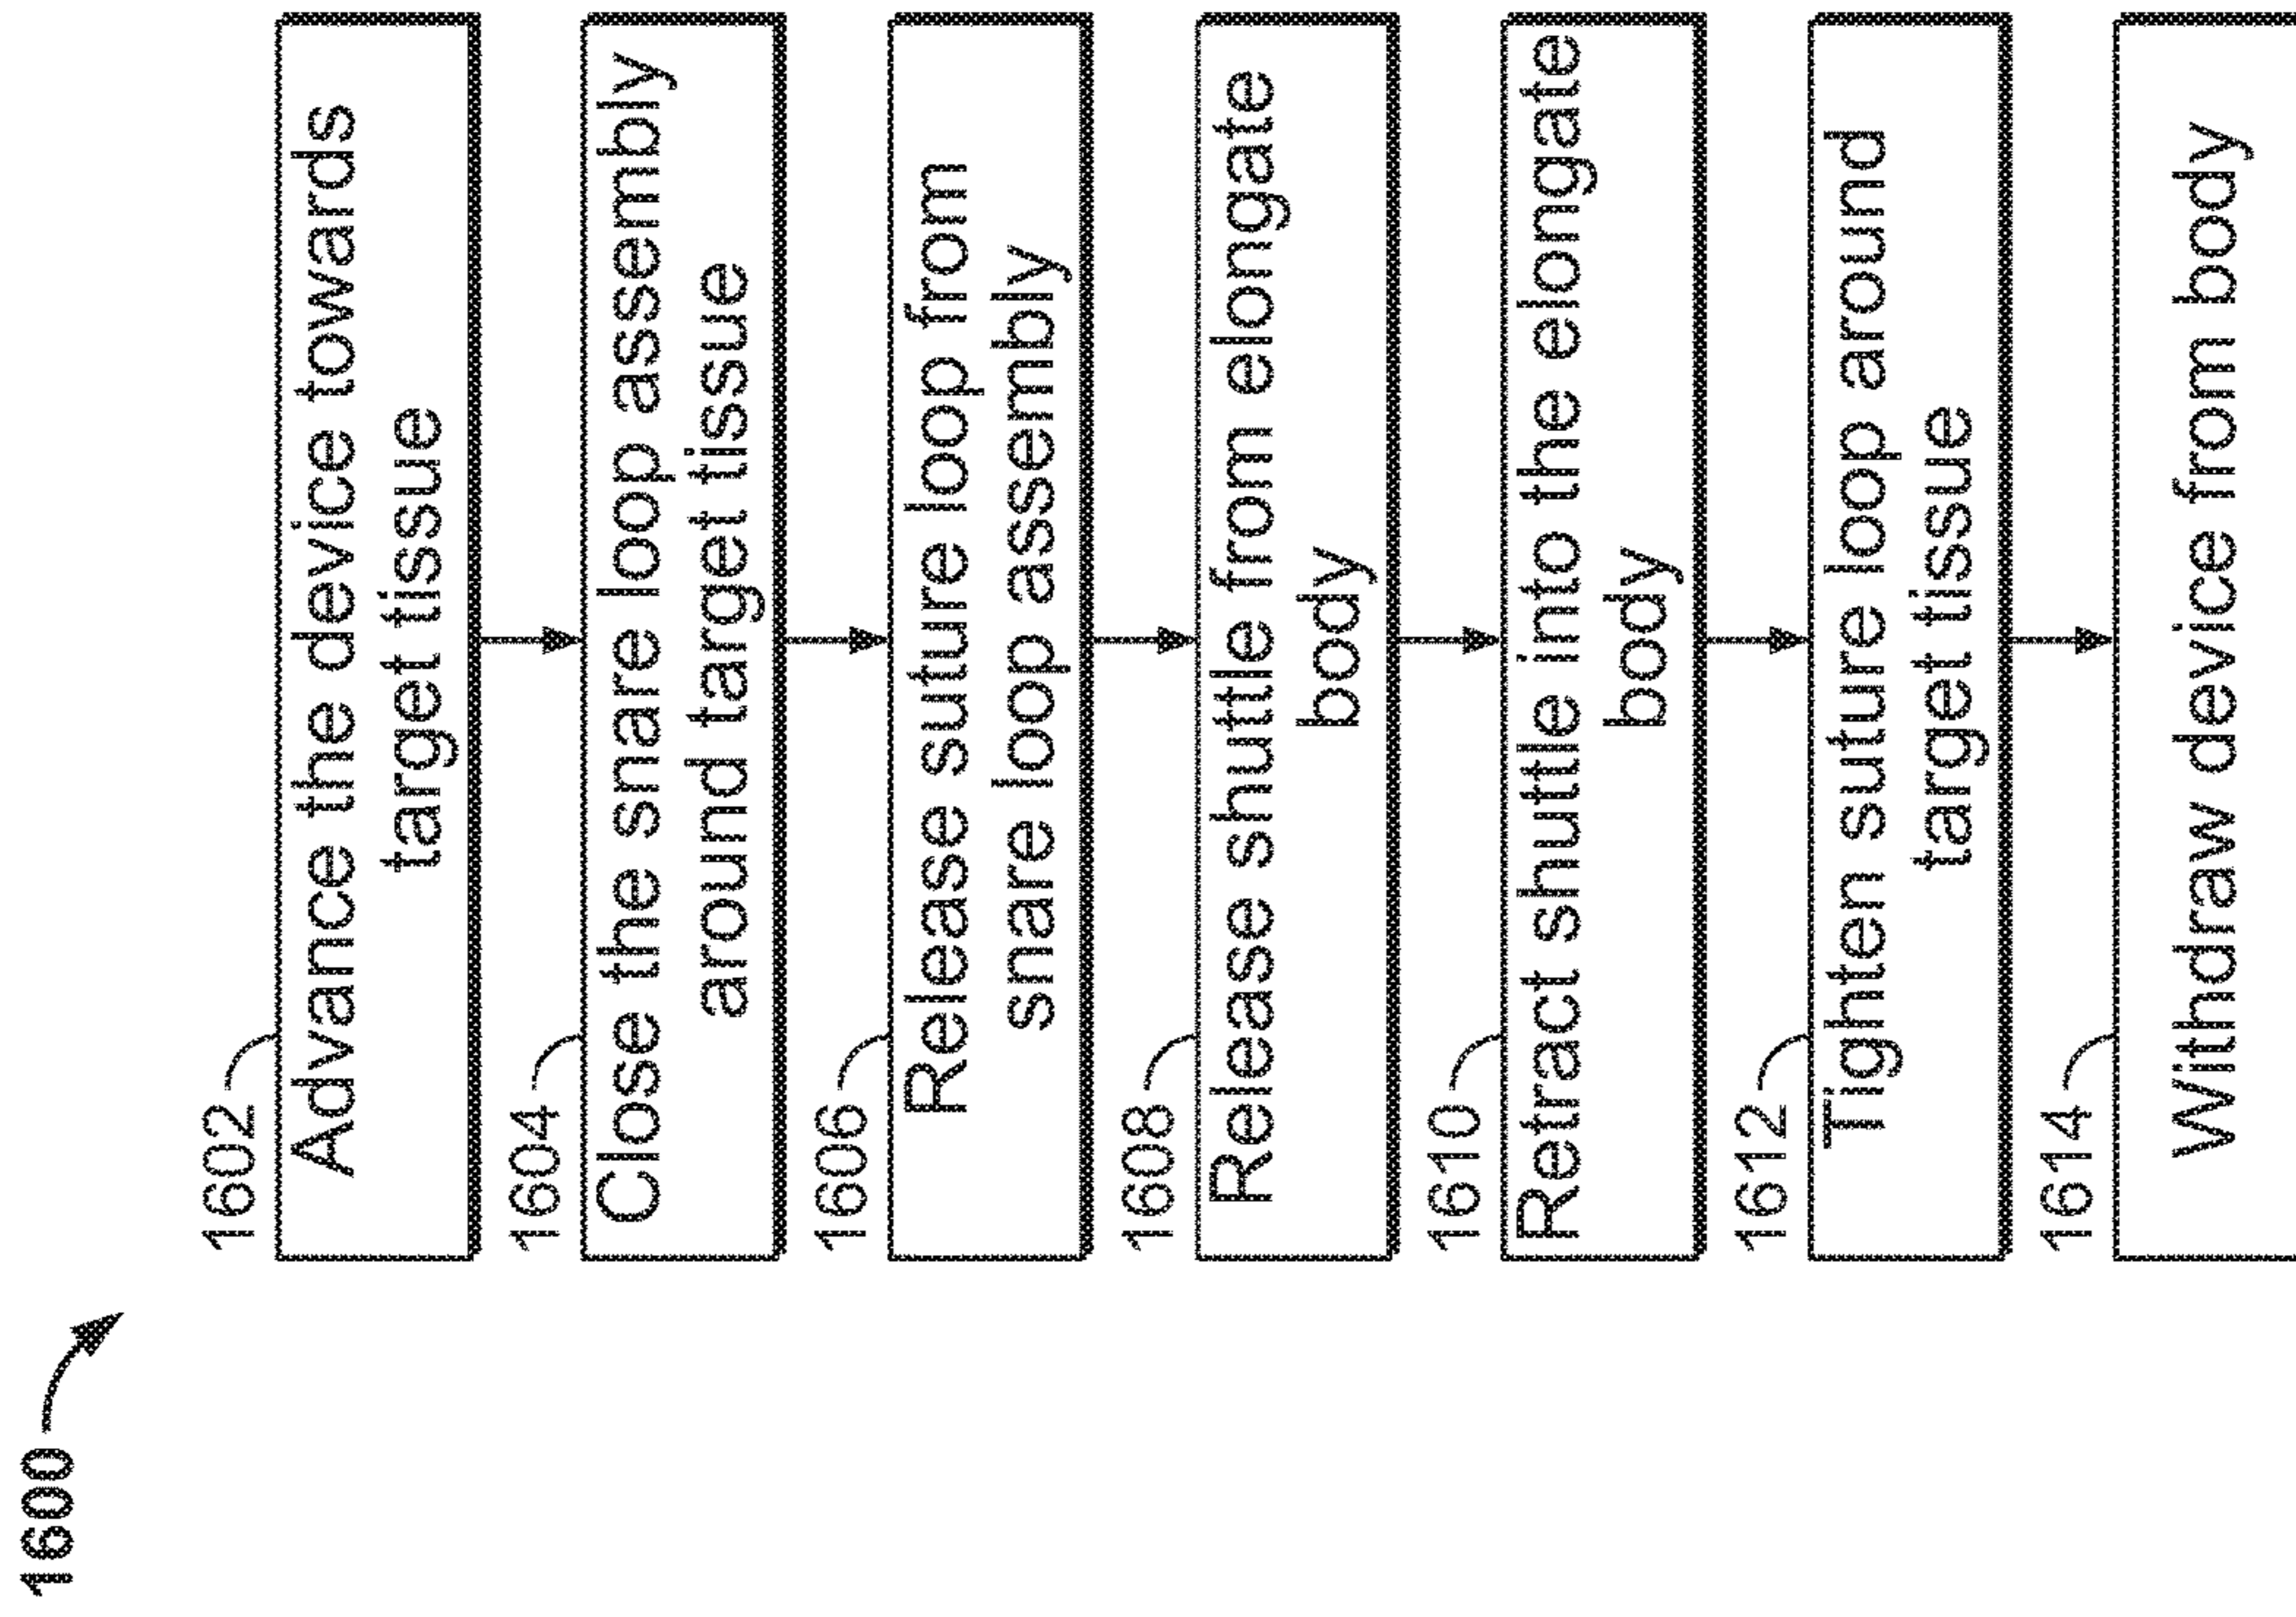 1600
1602
Advance the device towards
target tissue
1604
Close the snare loop assembly
around target tissue
1606
Release suture loop from
snare loop assembly
1608
Release shuttle from elongate
body
1610
Retract shuttle into the elongate
body
1612
Tighten suture loop around
target tissue
1614
Withdraw device from body